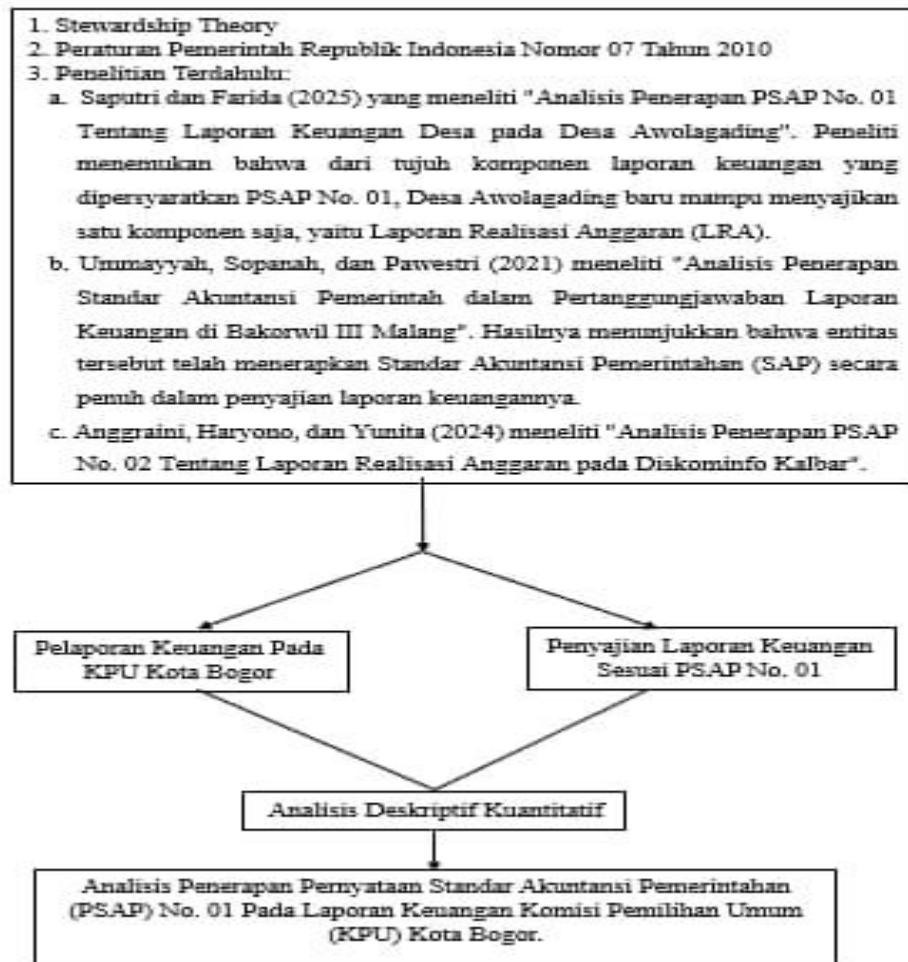 1. Stewardship Theory
2. Peraturan Pemerintah Republik Indonesia Nomor 07 Tahun 2010
3. Penelitian Terdahulu:
a. Saputri dan Farida (2025) yang meneliti "Analisis Penerapan PSAP No. 01
Tentang Laporan Keuangan Desa pada Desa Awolagading". Peneliti
menemukan bahwa dari tujuh komponen laporan keuangan yang
dipersyaratkan PSAP No. 01, Desa Awolagading baru mampu menyajikan
satu komponen saja, yaitu Laporan Realisasi Anggaran (LRA).
b. Ummayyah, Sopanah, dan Pawestri (2021) meneliti "Analisis Penerapan
Standar Akuntansi Pemerintah dalam Pertanggungjawaban Laporan
Keuangan di Bakorwil III Malang". Hasilnya menunjukkan bahwa entitas
tersebut telah menerapkan Standar Akuntansi Pemerintahan (SAP) secara
penuh dalam penyajian laporan keuangannya.
c. Anggraini, Haryono, dan Yunita (2024) meneliti "Analisis Penerapan PSAP
No. 02 Tentang Laporan Realisasi Anggaran pada Diskominfo Kalbar".
Pelaporan Keuangan Pada
KPU Kota Bogor
Penyajian Laporan Keuangan
Sesuai PSAP No. 01
Analisis Deskriptif Kuantitatif
Analisis Penerapan Pernyataan Standar Akuntansi Pemerintahan
(PSAP) No. 01 Pada Laporan Keuangan Komisi Pemilihan Umum
(KPU) Kota Bogor.